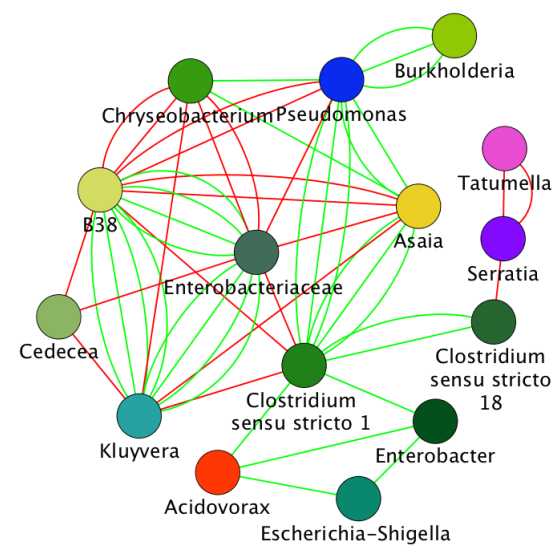 Burkholderia
Chryseobacterium
Pseudomonas
Tatumella
B38
Asaia
Serratia
Enterobacteriaceae
Cedecea
Clostridium
sensu stricto
18
Clostridium
sensu stricto 1
Kluyvera
Enterobacter
Acidovorax
Escherichia-Shigella